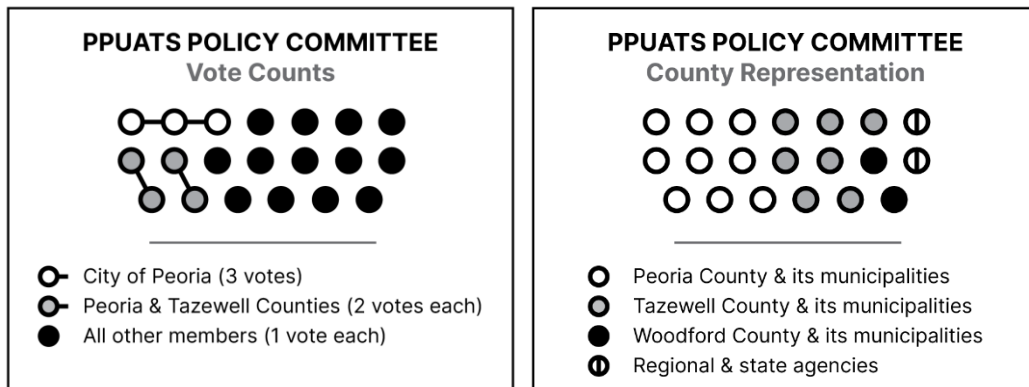 PPUATS POLICY COMMITTEE
Vote Counts
City of Peoria (3 votes)
Peoria & Tazewell Counties (2 votes each)
All other members (1 vote each)
PPUATS POLICY COMMITTEE
County Representation
Peoria County & its municipalities
Tazewell County & its municipalities
Woodford County & its municipalities
Regional & state agencies